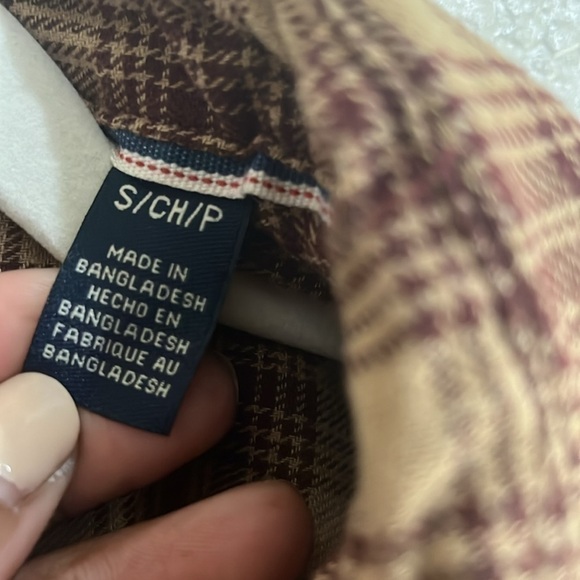 S/CH/P
MADE IN
BANGLADESH
HECHO EN
BANGLADESH
FABRIQUE AU
BANGLADESH